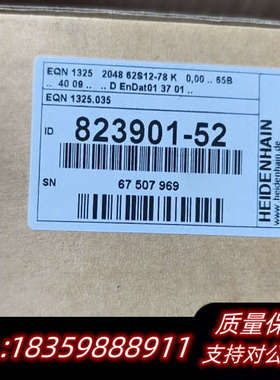 EQN 1325 2048 62S12-78 K 0,00 .. 65B
.. 40 09 .. .. D EnDat01 37 01 ..
EQN 1325.035
ID 823901-52
SN 67 507 969
HEIDENHAIN
www.heidenhain.de
质量保
:18359888911
支持对公